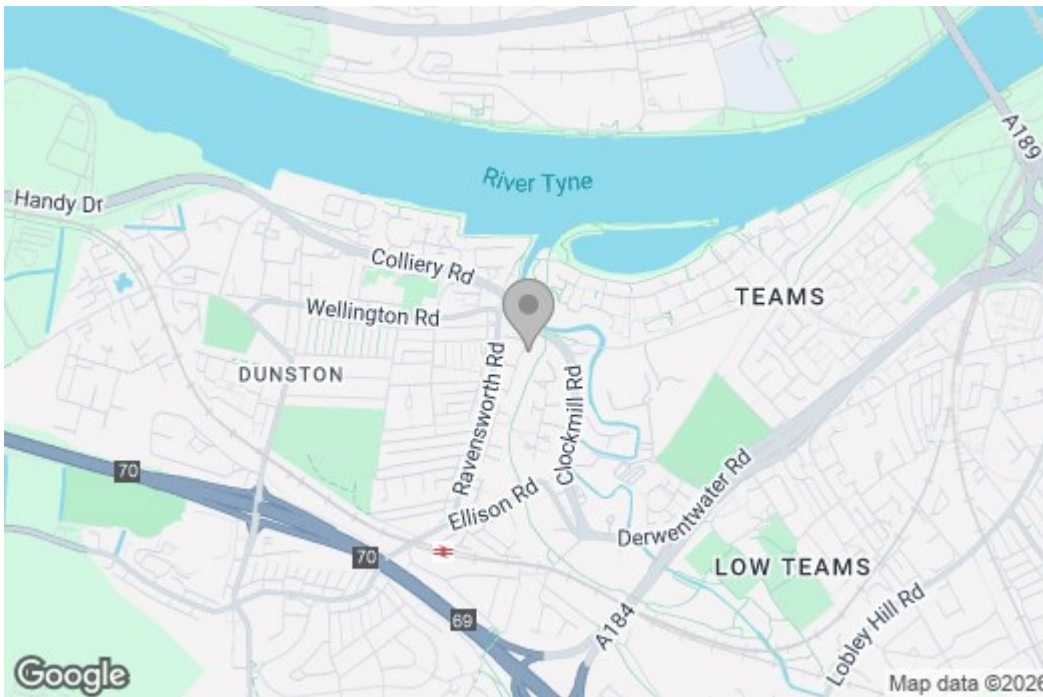 A189
River Tyne
Handy Dr
Colliery Rd
TEAMS
Wellington Rd
DUNSTON
Ravensworth Rd
Clockmill Rd
70
Ellison Rd
Derwentwater Rd
70
LOW TEAMS
69
A184
Lobley Hill Rd
Google
Map data ©2026